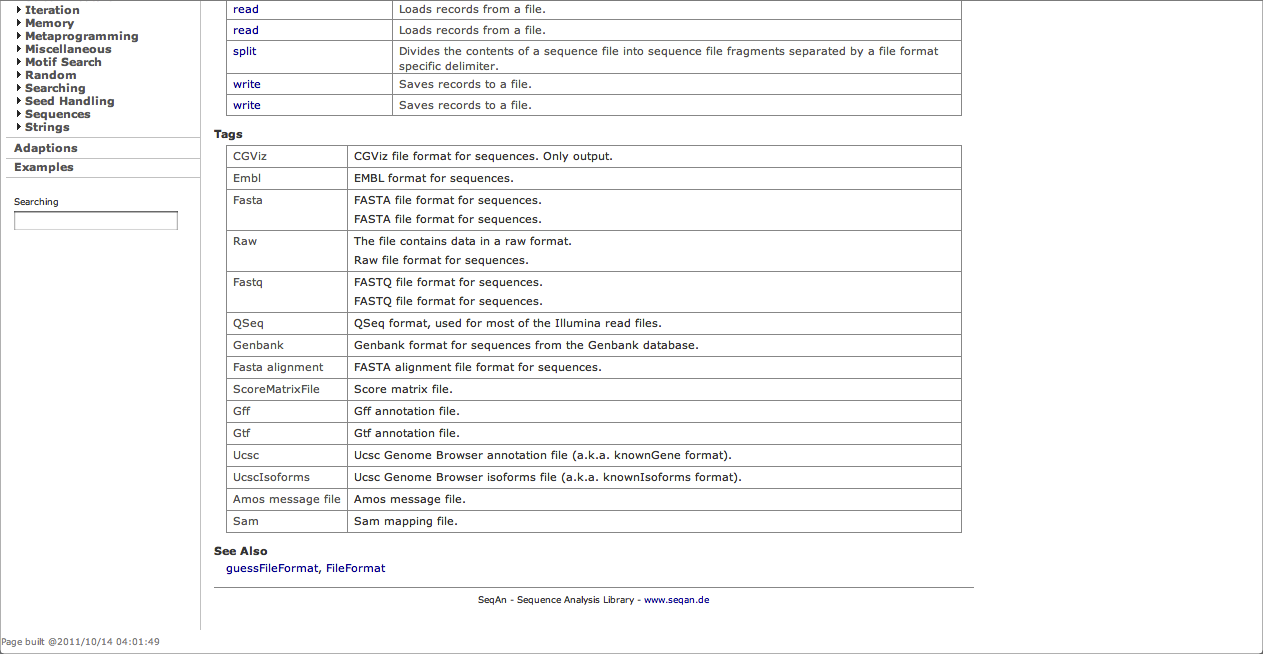 Iteration
Memory
Metaprogramming
Miscellaneous
Motif Search
Random
Searching
Seed Handling
Sequences
Strings
Adaptions
Examples
Searching
read Loads records from a file.
read Loads records from a file.
split Divides the contents of a sequence file into sequence file fragments separated by a file format
specific delimiter.
write Saves records to a file.
write Saves records to a file.
Tags
CGViz CGViz file format for sequences. Only output.
Embl EMBL format for sequences.
Fasta FASTA file format for sequences.
FASTA file format for sequences.
Raw The file contains data in a raw format.
Raw file format for sequences.
Fastq FASTQ file format for sequences.
FASTQ file format for sequences.
QSeq QSeq format, used for most of the Illumina read files.
Genbank Genbank format for sequences from the Genbank database.
Fasta alignment FASTA alignment file format for sequences.
ScoreMatrixFile Score matrix file.
Gff Gff annotation file.
Gtf Gtf annotation file.
Ucsc Ucsc Genome Browser annotation file (a.k.a. knownGene format).
UcscIsoforms Ucsc Genome Browser isoforms file (a.k.a. knownIsoforms format).
Amos message file Amos message file.
Sam Sam mapping file.
See Also
guessFileFormat, FileFormat
SeqAn - Sequence Analysis Library - www.seqan.de
Page built @2011/10/14 04:01:49